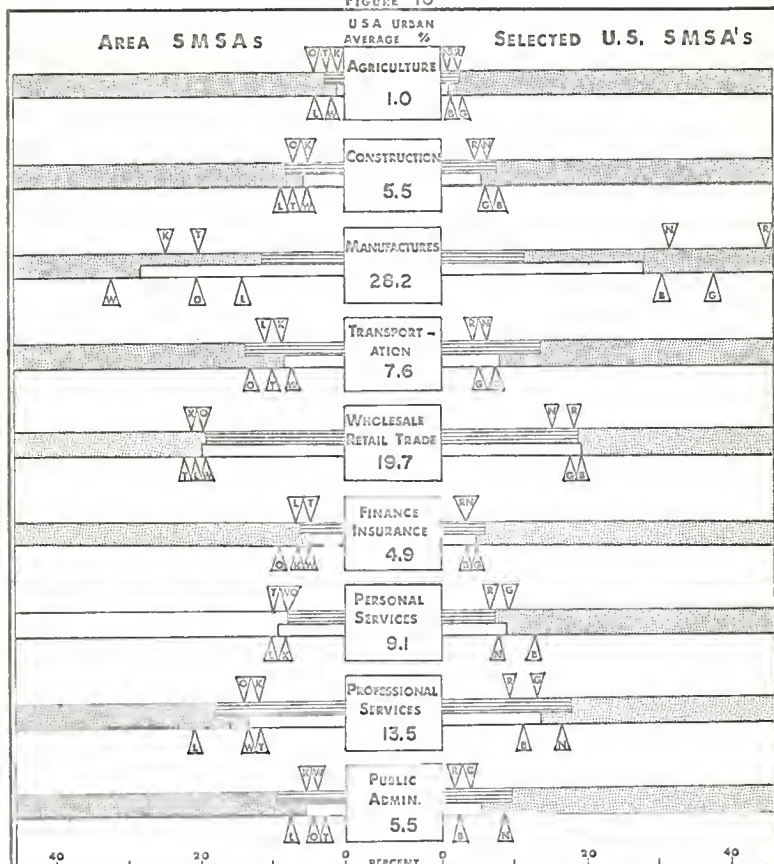 FIGURE 10
AREA SMSAs
USA URBAN
AVERAGE %
SELECTED U.S. SMSA'S
O T K
N R
AGRICULTURE
1.0
L W
B G
O K
R N
CONSTRUCTION
5.5
L T W
G B
K T
N R
MANUFACTURES
28.2
W O L
B G
L K
R N
TRANSPORT-
ATION
7.6
O T W
G
K O
N R
WHOLESALE
RETAIL TRADE
19.7
T L W
G B
L T
RN
FINANCE
INSURANCE
4.9
O K W
B G
T WO
R G
PERSONAL
SERVICES
9.1
L K
N B
O K
R G
PROFESSIONAL
SERVICES
13.5
L W T
B N
K W
R G
PUBLIC
ADMIN.
5.5
L O T
B N
40 20 0 PERCENT 0 20 40